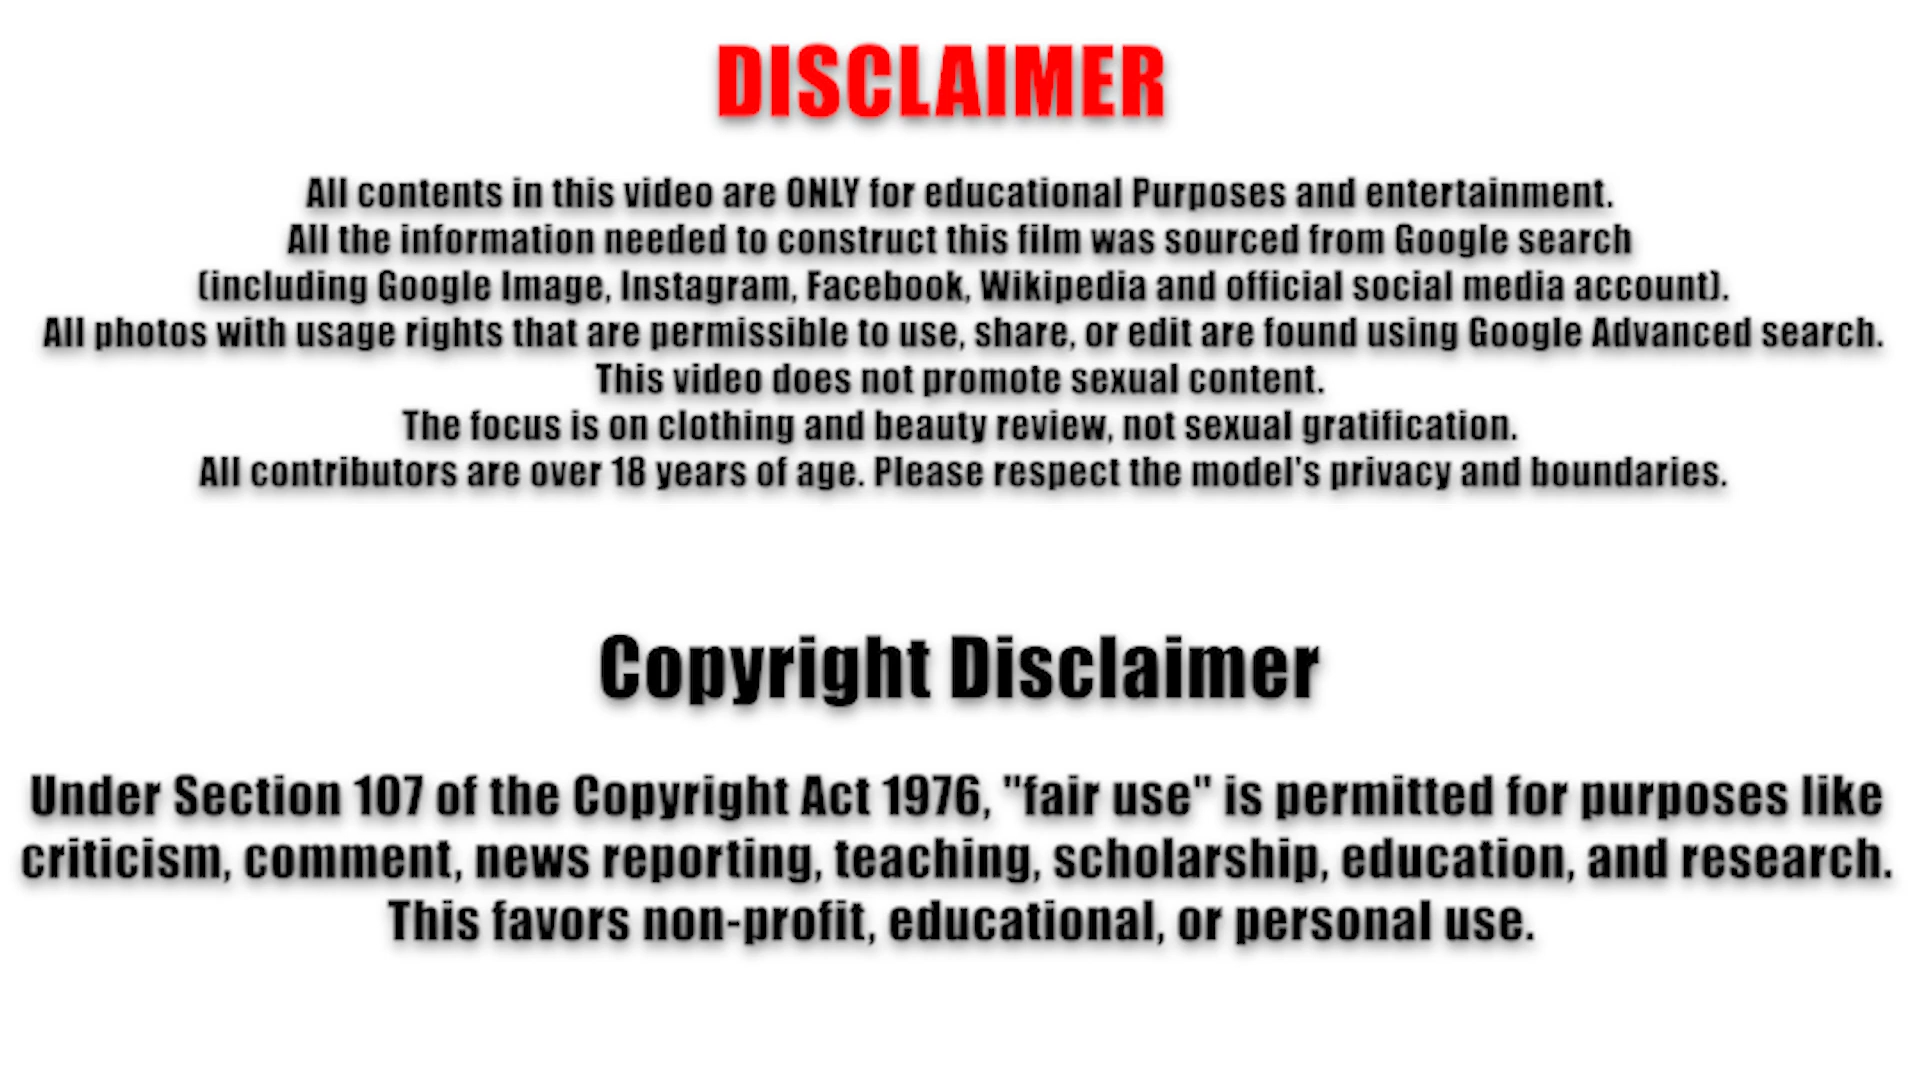 DISCLAIMER
All contents in this video are ONLY for educational Purposes and entertainment.
All the information needed to construct this film was sourced from Google search
(including Google Image, Instagram, Facebook, Wikipedia and official social media account).
All photos with usage rights that are permissible to use, share, or edit are found using Google Advanced search.
This video does not promote sexual content.
The focus is on clothing and beauty review, not sexual gratification.
All contributors are over 18 years of age. Please respect the model's privacy and boundaries.
Copyright Disclaimer
Under Section 107 of the Copyright Act 1976, "fair use" is permitted for purposes like
criticism, comment, news reporting, teaching, scholarship, education, and research.
This favors non-profit, educational, or personal use.